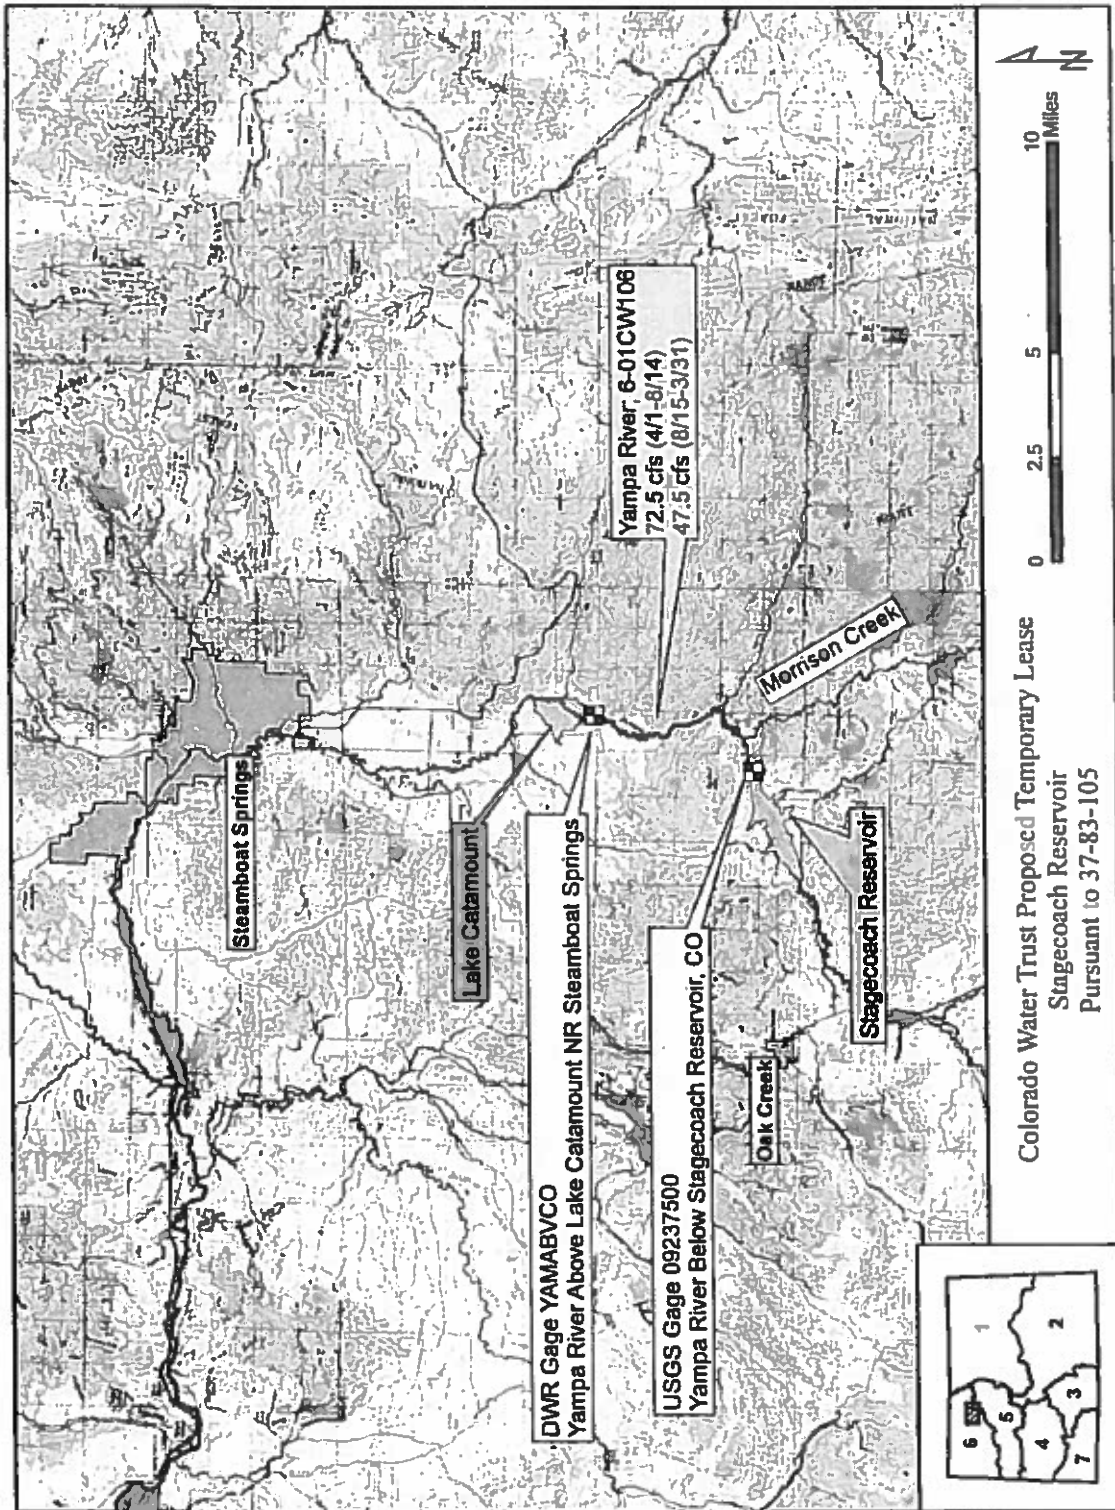 Steamboat Springs
Lake Catamount
DWR Gage YAMABVCO
Yampa River Above Lake Catamount NR Steamboat Springs
Yampa River; 6-01CW106
72.5 cfs (4/1-8/14)
47.5 cfs (8/15-3/31)
USGS Gage 09237500
Yampa River Below Stagecoach Reservoir, CO
Morrison Creek
Oak Creek
Stagecoach Reservoir
Colorado Water Trust Proposed Temporary Lease
Stagecoach Reservoir
Pursuant to 37-83-105
0 2.5 5 10
Miles
N
6
1
5
2
4
3
7